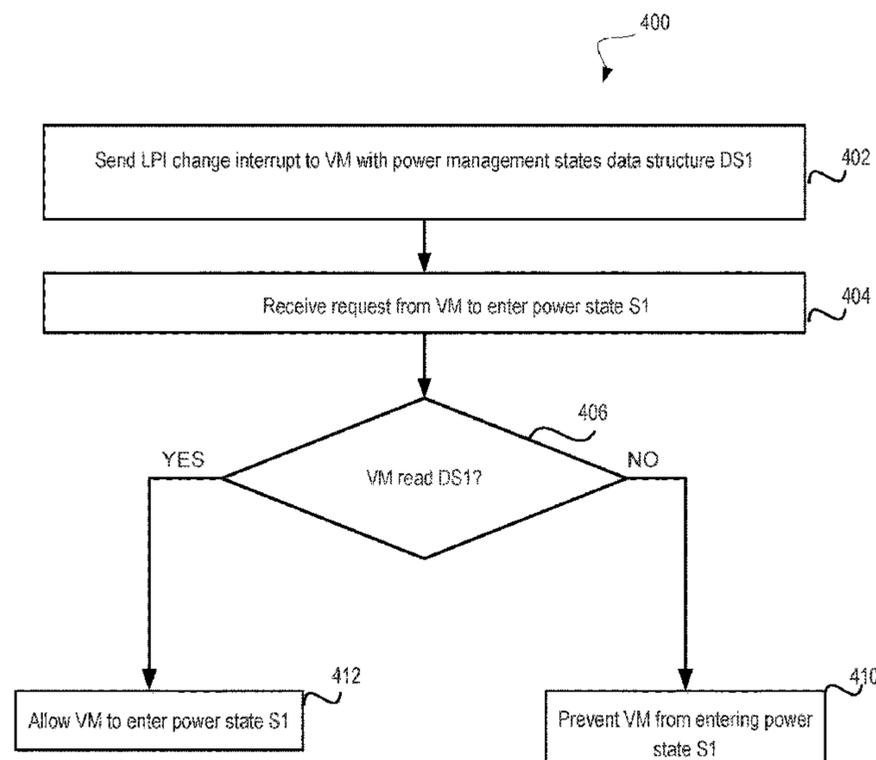 400
Send LPI change interrupt to VM with power management states data structure DS1
402
Receive request from VM to enter power state S1
404
406
YES
NO
VM read DS1?
412
410
Allow VM to enter power state S1
Prevent VM from entering power
state S1